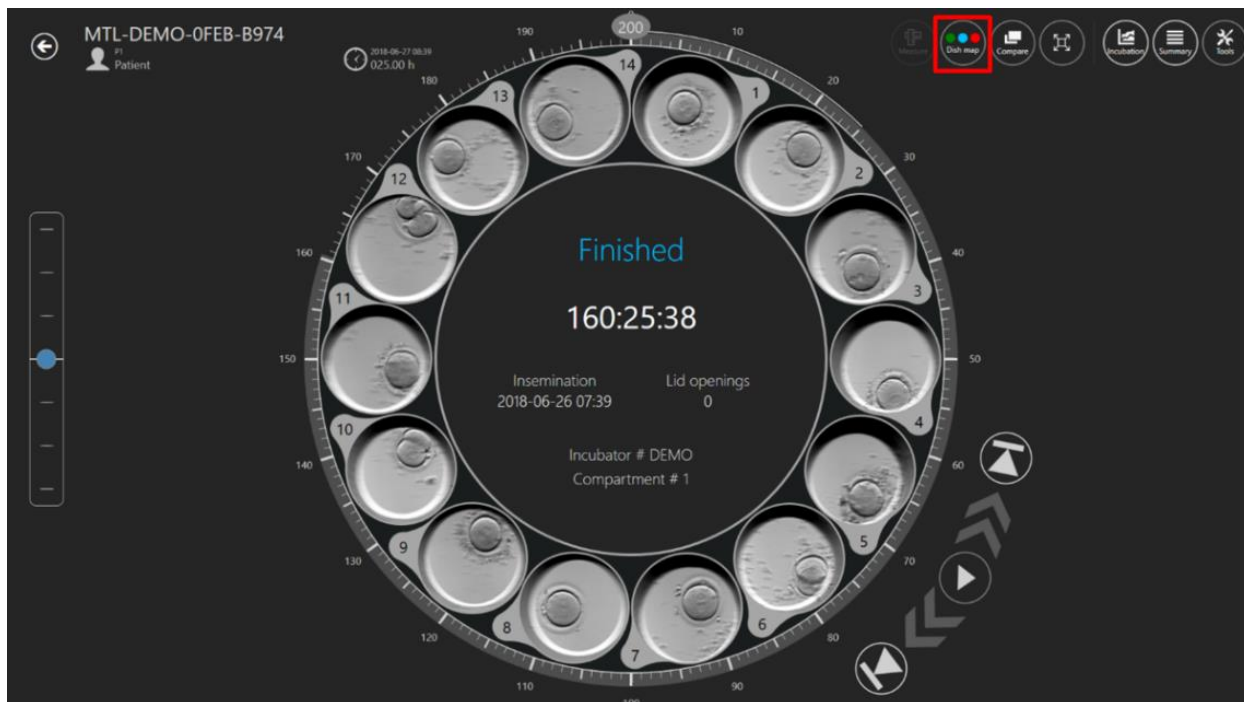 MTL-DEMO-0FEB-B974
P1
Patient
2018-06-27 08:39
025.00 h
Measure
Dish map
Compare
Incubation
Summary
Tools
200
10
20
30
40
50
60
70
80
90
100
110
120
130
140
150
160
170
180
190
1
2
3
4
5
6
7
8
9
10
11
12
13
14
Finished
160:25:38
Insemination Lid openings
2018-06-26 07:39 0
Incubator # DEMO
Compartment # 1